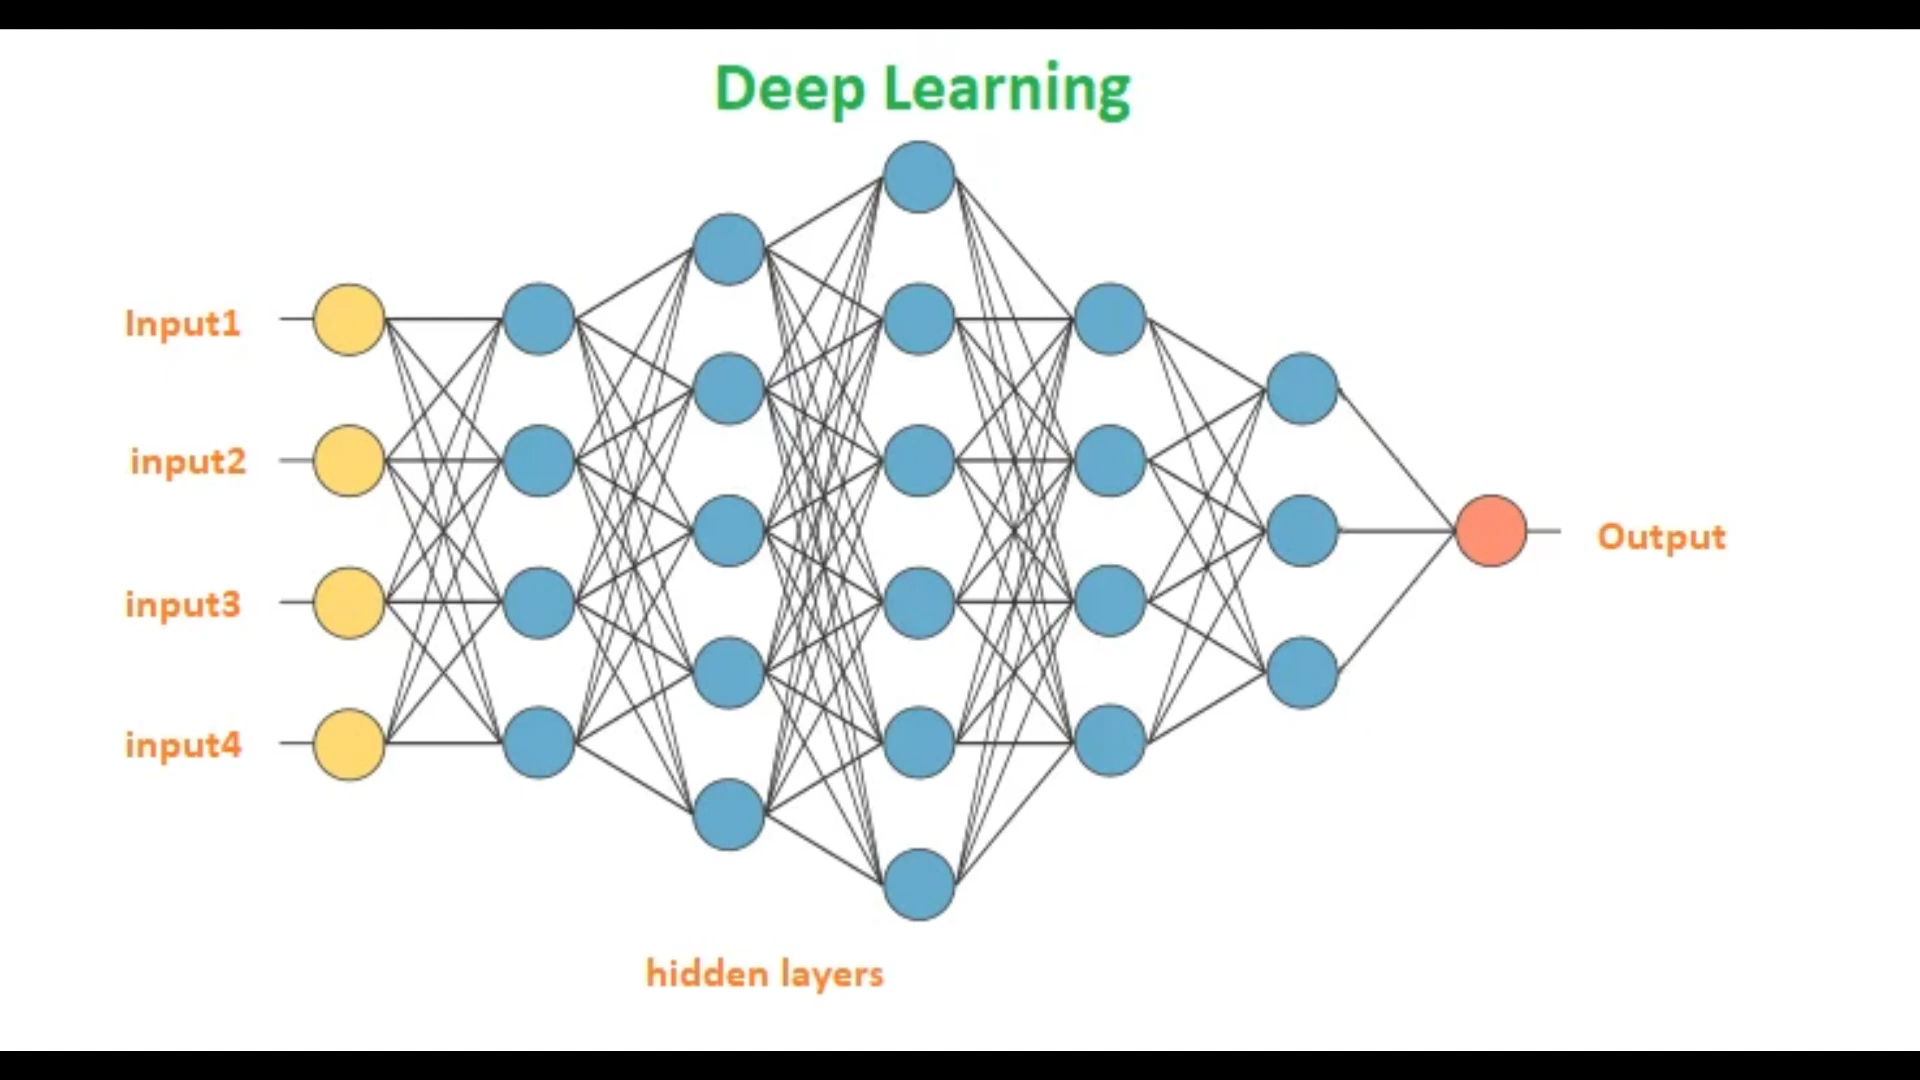 Deep Learning
Input1
input2
input3
input4
Output
hidden layers